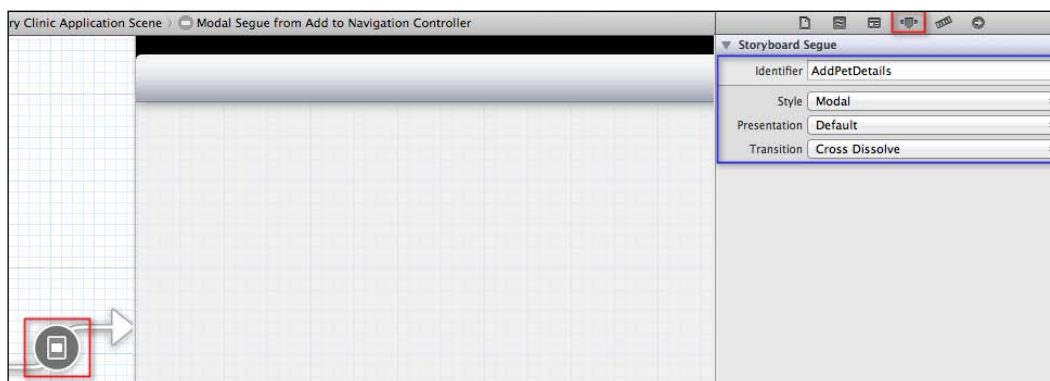 ry Clinic Application Scene Modal Segue from Add to Navigation Controller
Storyboard Segue
Identifier AddPetDetails
Style Modal
Presentation Default
Transition Cross Dissolve